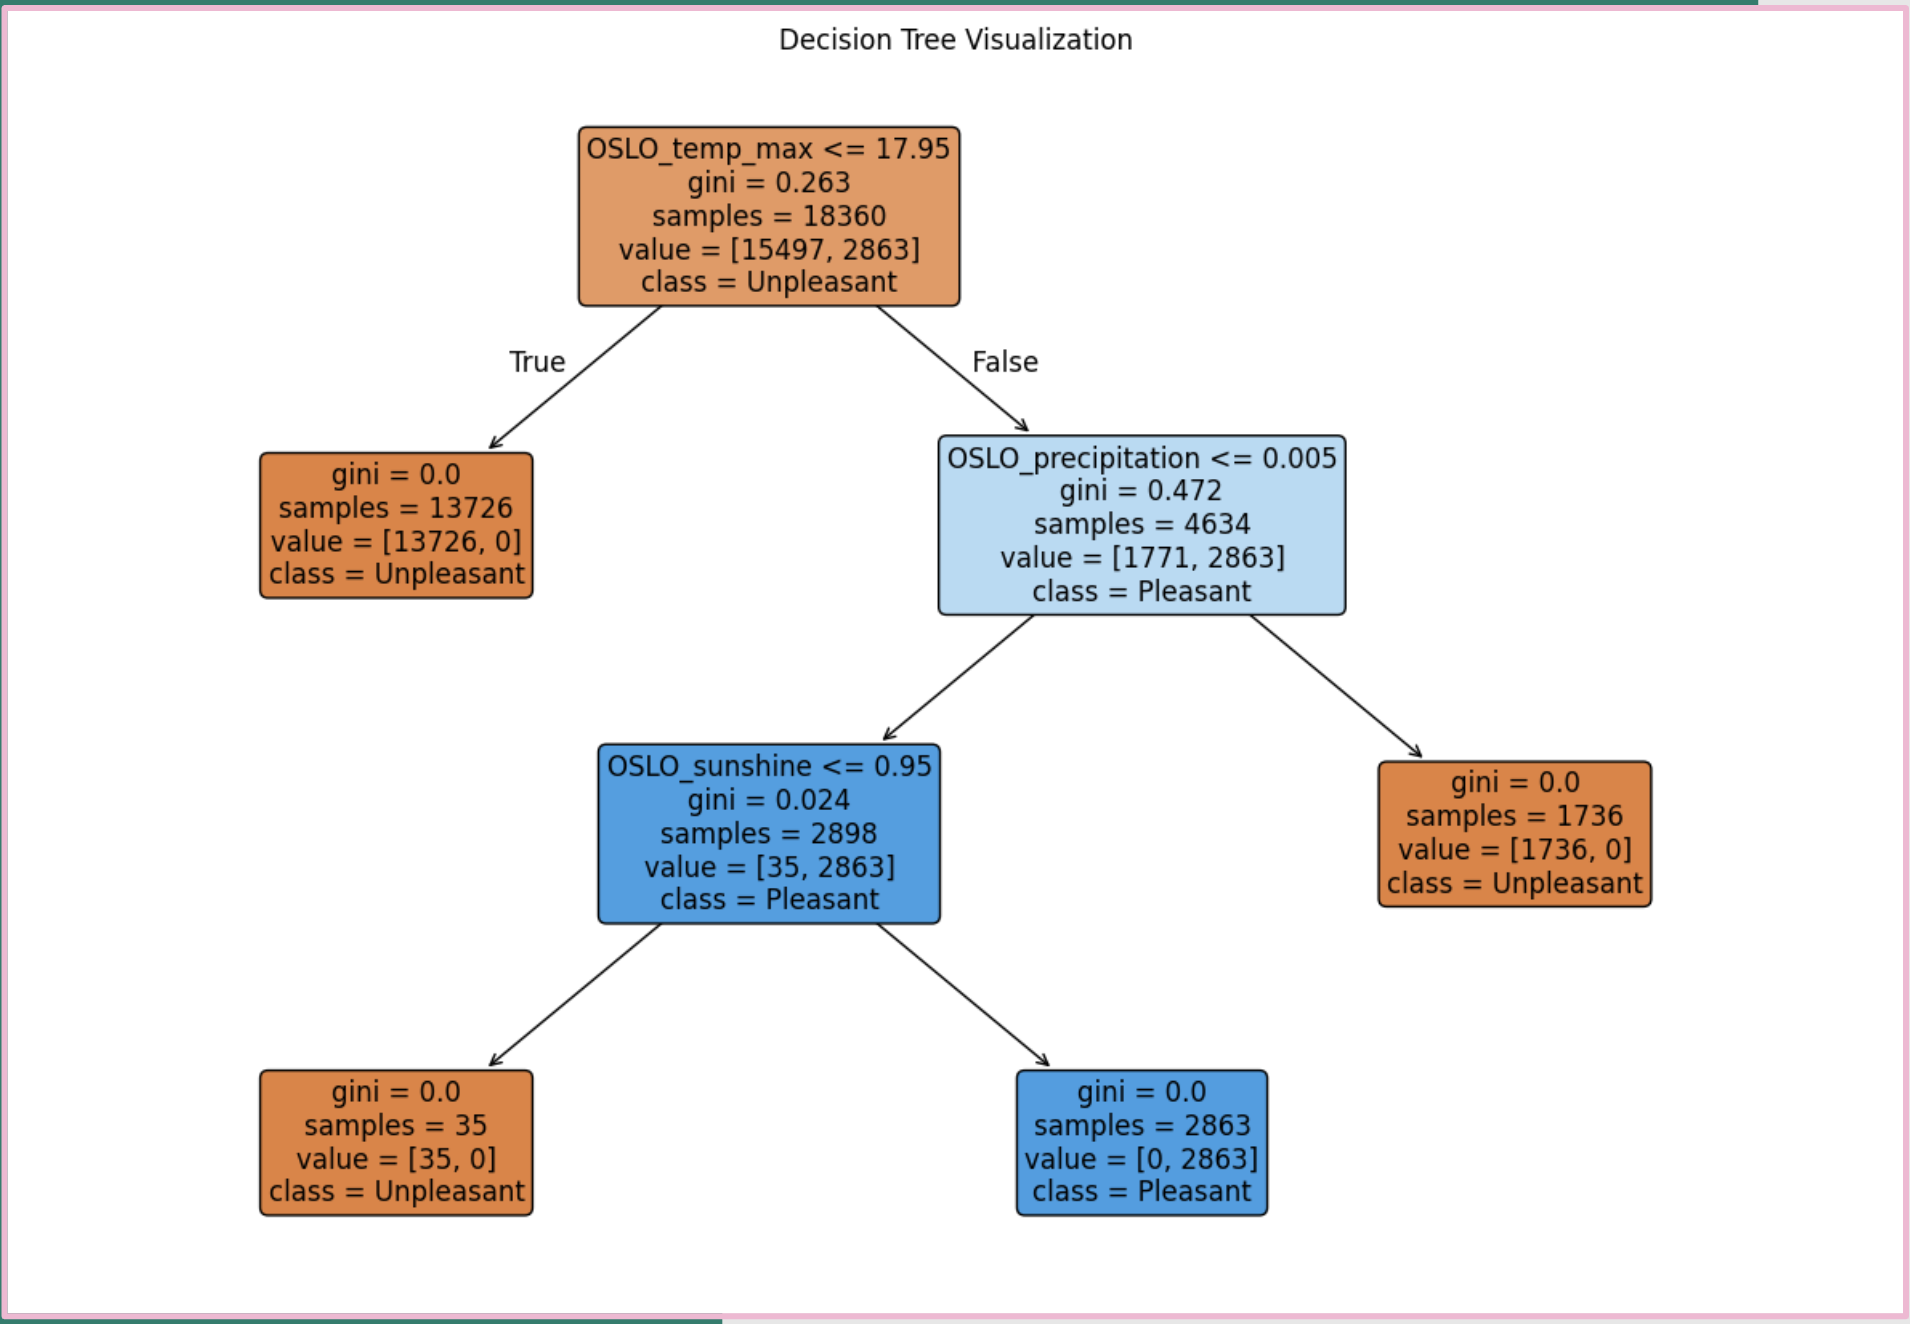 Decision Tree Visualization
OSLO_temp_max <= 17.95
gini = 0.263
samples = 18360
value = [15497, 2863]
class = Unpleasant
True
False
gini = 0.0
samples = 13726
value = [13726, 0]
class = Unpleasant
OSLO_precipitation <= 0.005
gini = 0.472
samples = 4634
value = [1771, 2863]
class = Pleasant
OSLO_sunshine <= 0.95
gini = 0.024
samples = 2898
value = [35, 2863]
class = Pleasant
gini = 0.0
samples = 1736
value = [1736, 0]
class = Unpleasant
gini = 0.0
samples = 35
value = [35, 0]
class = Unpleasant
gini = 0.0
samples = 2863
value = [0, 2863]
class = Pleasant